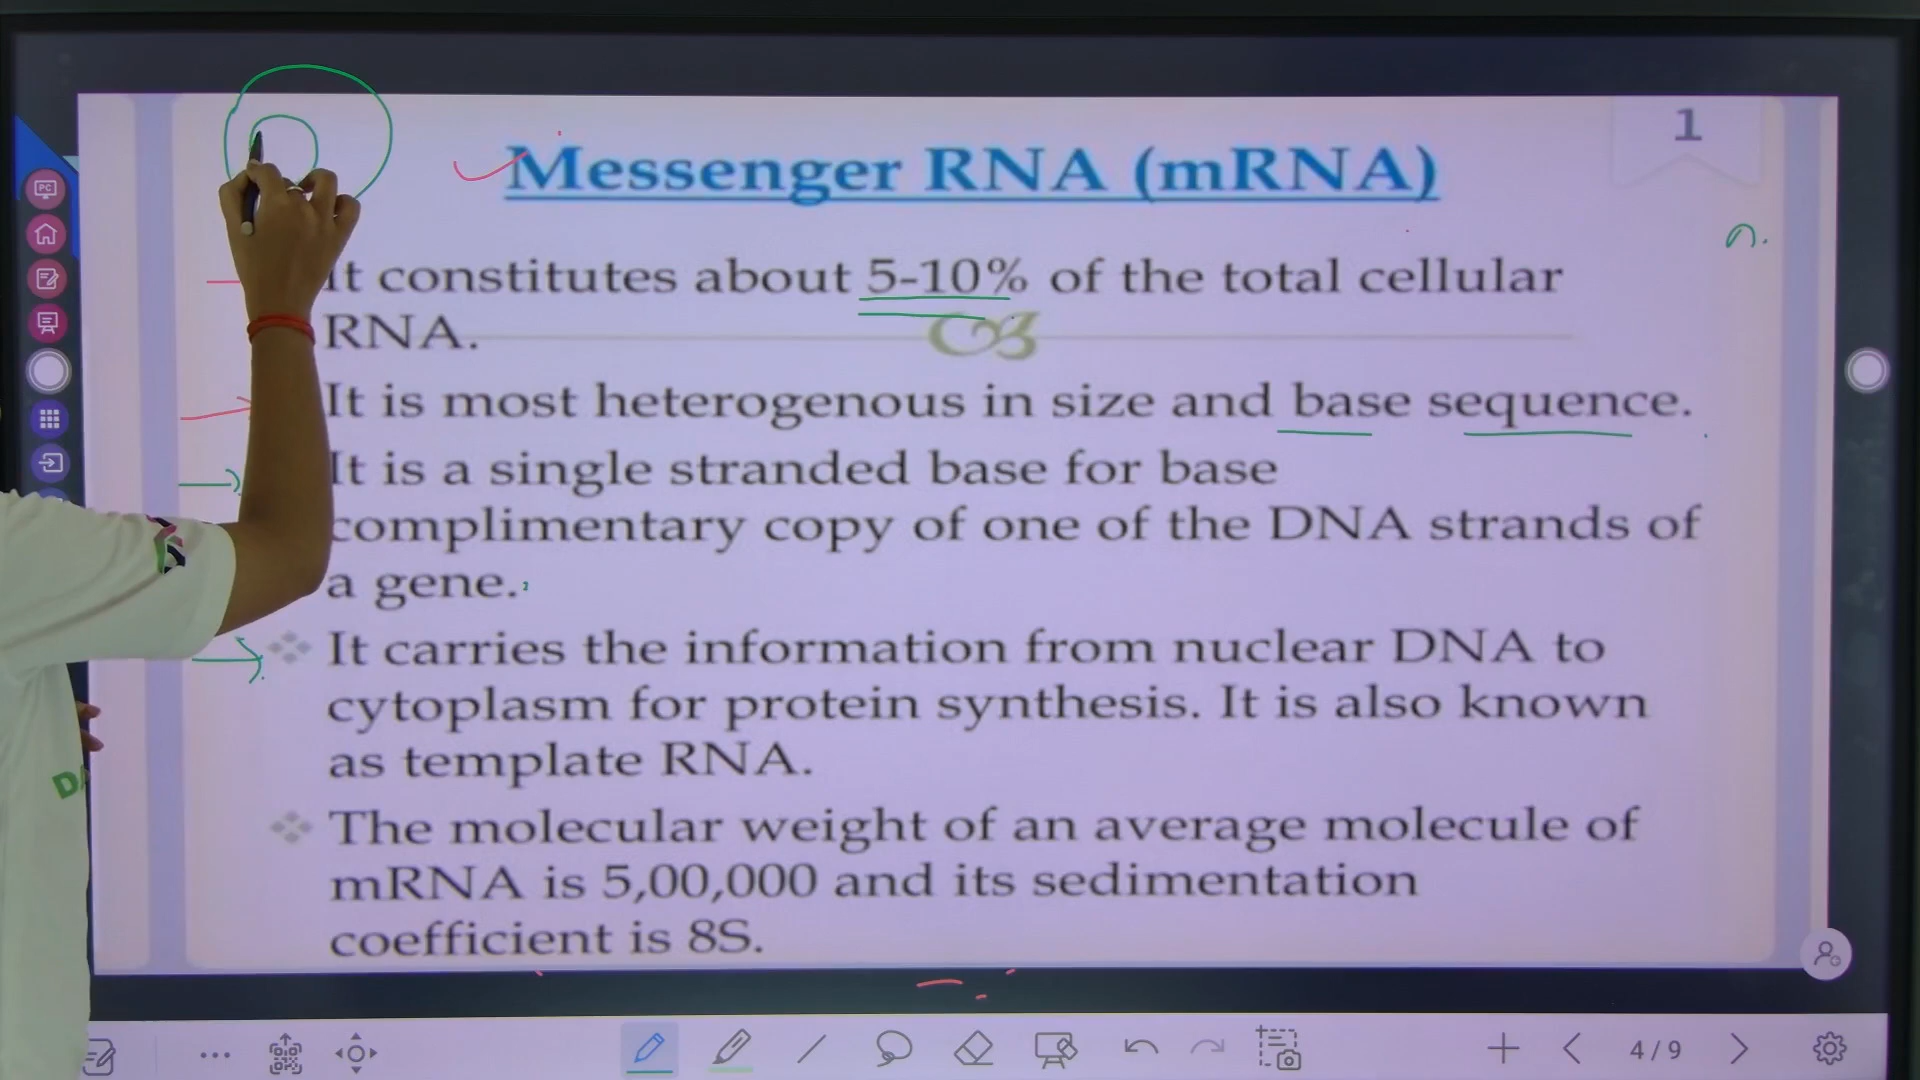 1
Messenger RNA (mRNA)
It constitutes about 5-10% of the total cellular
RNA.
It is most heterogenous in size and base sequence.
It is a single stranded base for base
complimentary copy of one of the DNA strands of
a gene.
It carries the information from nuclear DNA to
cytoplasm for protein synthesis. It is also known
as template RNA.
The molecular weight of an average molecule of
mRNA is 5,00,000 and its sedimentation
coefficient is 8S.
PC
4/9